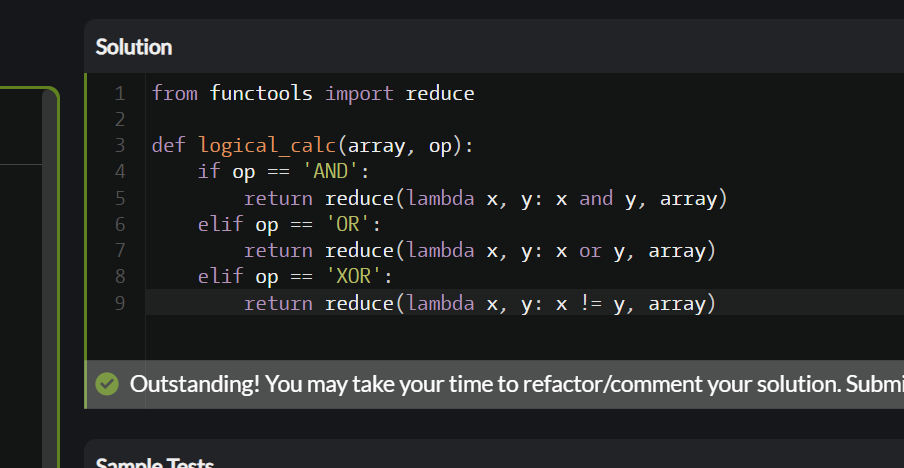 Solution
1 from functools import reduce
2
3 def logical_calc(array, op):
4     if op == 'AND':
5         return reduce(lambda x, y: x and y, array)
6     elif op == 'OR':
7         return reduce(lambda x, y: x or y, array)
8     elif op == 'XOR':
9         return reduce(lambda x, y: x != y, array)
Outstanding! You may take your time to refactor/comment your solution. Submi
Sample Tests